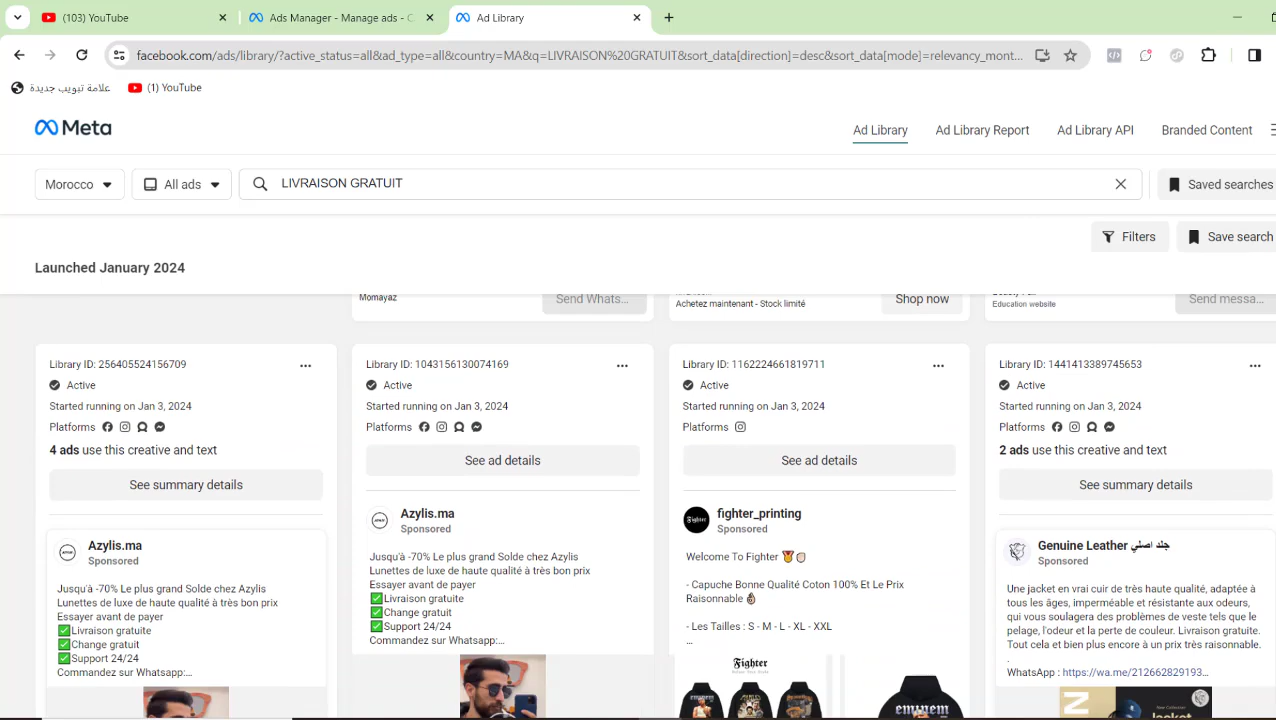 (103) YouTube
Ads Manager - Manage ads - C
Ad Library
facebook.com/ads/library/?active_status=all&ad_type=all&country=MA&q=LIVRAISON%20GRATUIT&sort_data[direction]=desc&sort_data[mode]=relevancy_mont...
علامة تبويب جديدة
(1) YouTube
Meta
Ad Library
Ad Library Report
Ad Library API
Branded Content
Morocco
All ads
LIVRAISON GRATUIT
Saved searches
Filters
Save search
Launched January 2024
Momayaz
Send Whats...
Achetez maintenant - Stock limité
Shop now
Education website
Send messa...
Library ID: 256405524156709
Active
Started running on Jan 3, 2024
Platforms
4 ads use this creative and text
See summary details
Azylis.ma
Sponsored
Jusqu'à -70% Le plus grand Solde chez Azylis
Lunettes de luxe de haute qualité à très bon prix
Essayer avant de payer
✅Livraison gratuite
✅Change gratuit
✅Support 24/24
Commandez sur Whatsapp:...
Library ID: 1043156130074169
Active
Started running on Jan 3, 2024
Platforms
See ad details
Azylis.ma
Sponsored
Jusqu'à -70% Le plus grand Solde chez Azylis
Lunettes de luxe de haute qualité à très bon prix
Essayer avant de payer
✅Livraison gratuite
✅Change gratuit
✅Support 24/24
Commandez sur Whatsapp:...
Library ID: 1162224661819711
Active
Started running on Jan 3, 2024
Platforms
See ad details
fighter_printing
Sponsored
Welcome To Fighter
- Capuche Bonne Qualité Coton 100% Et Le Prix
Raisonnable
- Les Tailles : S - M - L - XL - XXL
...
Fighter
eminem
Library ID: 1441413389745653
Active
Started running on Jan 3, 2024
Platforms
2 ads use this creative and text
See summary details
Genuine Leather جلد اصلي
Sponsored
Une jacket en vrai cuir de très haute qualité, adaptée à
tous les âges, imperméable et résistante aux odeurs,
qui vous soulagera des problèmes de veste tels que le
pelage, l'odeur et la perte de couleur. Livraison gratuite.
Tout cela et bien plus encore à un prix très raisonnable.
.
WhatsApp : https://wa.me/212662829193...